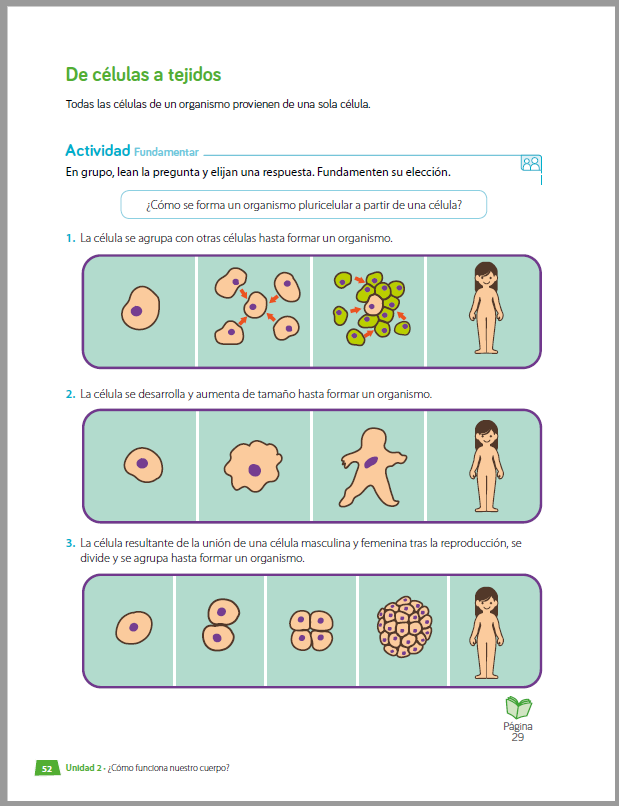 De células a tejidos
Todas las células de un organismo provienen de una sola célula.
Actividad Fundamentar
En grupo, lean la pregunta y elijan una respuesta. Fundamenten su elección.
¿Cómo se forma un organismo pluricelular a partir de una célula?
1. La célula se agrupa con otras células hasta formar un organismo.
2. La célula se desarrolla y aumenta de tamaño hasta formar un organismo.
3. La célula resultante de la unión de una célula masculina y femenina tras la reproducción, se
divide y se agrupa hasta formar un organismo.
Página
29
52 Unidad 2 • ¿Cómo funciona nuestro cuerpo?